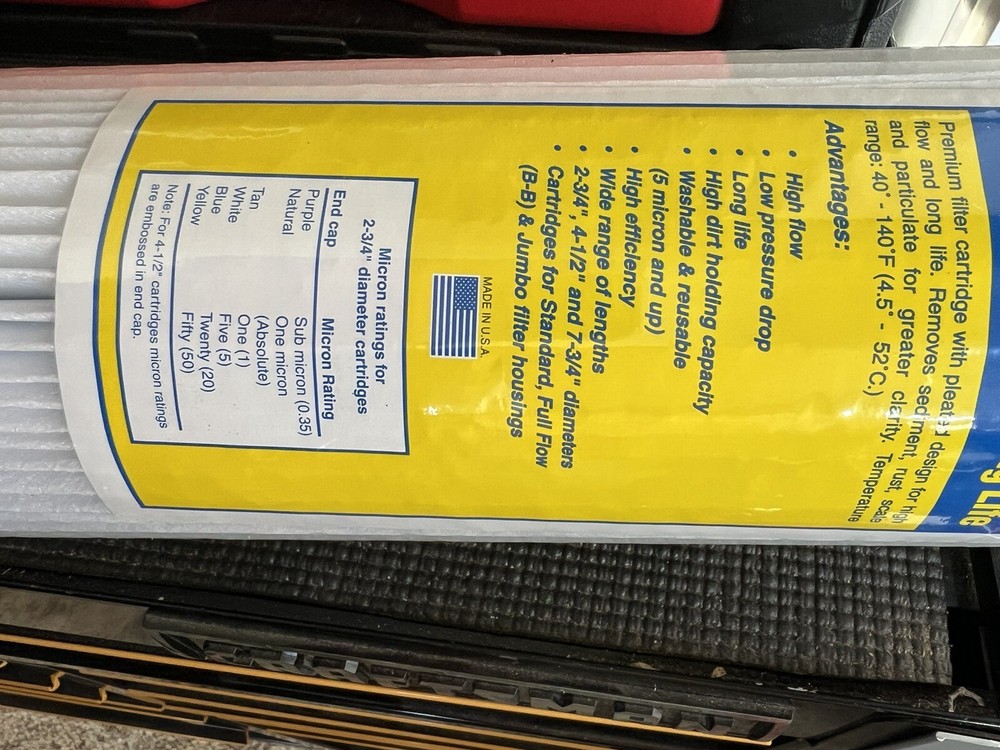 Life
Premium filter cartridge with pleated design for high
flow and long life. Removes sediment, rust, scale
and particulate for greater clarity. Temperature
range: 40° - 140°F (4.5° - 52°C.)
Advantages:
• High flow
• Low pressure drop
• Long life
• High dirt holding capacity
• Washable & reusable
(5 micron and up)
• High efficiency
• Wide range of lengths
• 2-3/4", 4-1/2" and 7-3/4" diameters
• Cartridges for Standard, Full Flow
(B-B) & Jumbo filter housings
MADE IN U.S.A.
Micron ratings for
2-3/4" diameter cartridges
End cap Micron Rating
Purple Sub micron (0.35)
Natural One micron
(Absolute)
Tan One (1)
White Five (5)
Blue Twenty (20)
Yellow Fifty (50)
Note: For 4-1/2" cartridges micron ratings
are embossed in end cap.